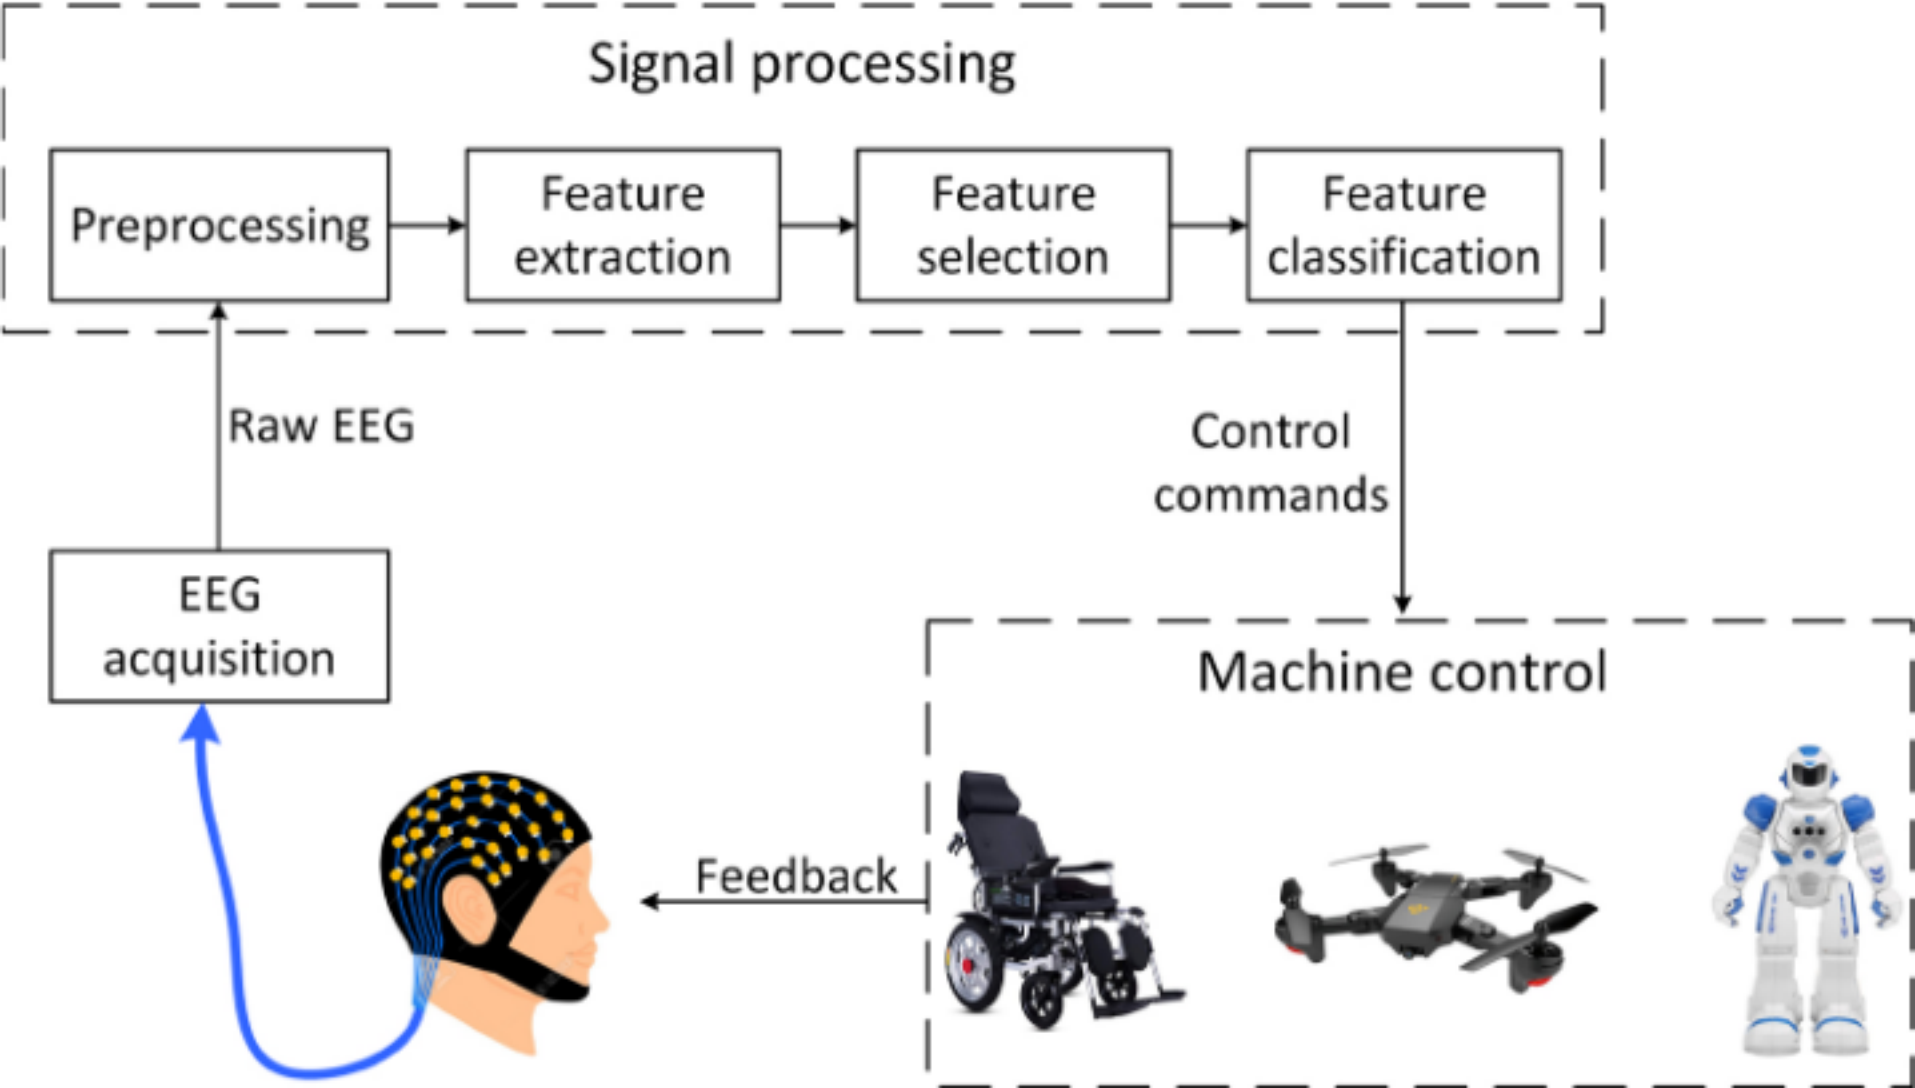 Signal processing
Preprocessing
Feature
extraction
Feature
selection
Feature
classification
Raw EEG
Control
commands
EEG
acquisition
Machine control
Feedback